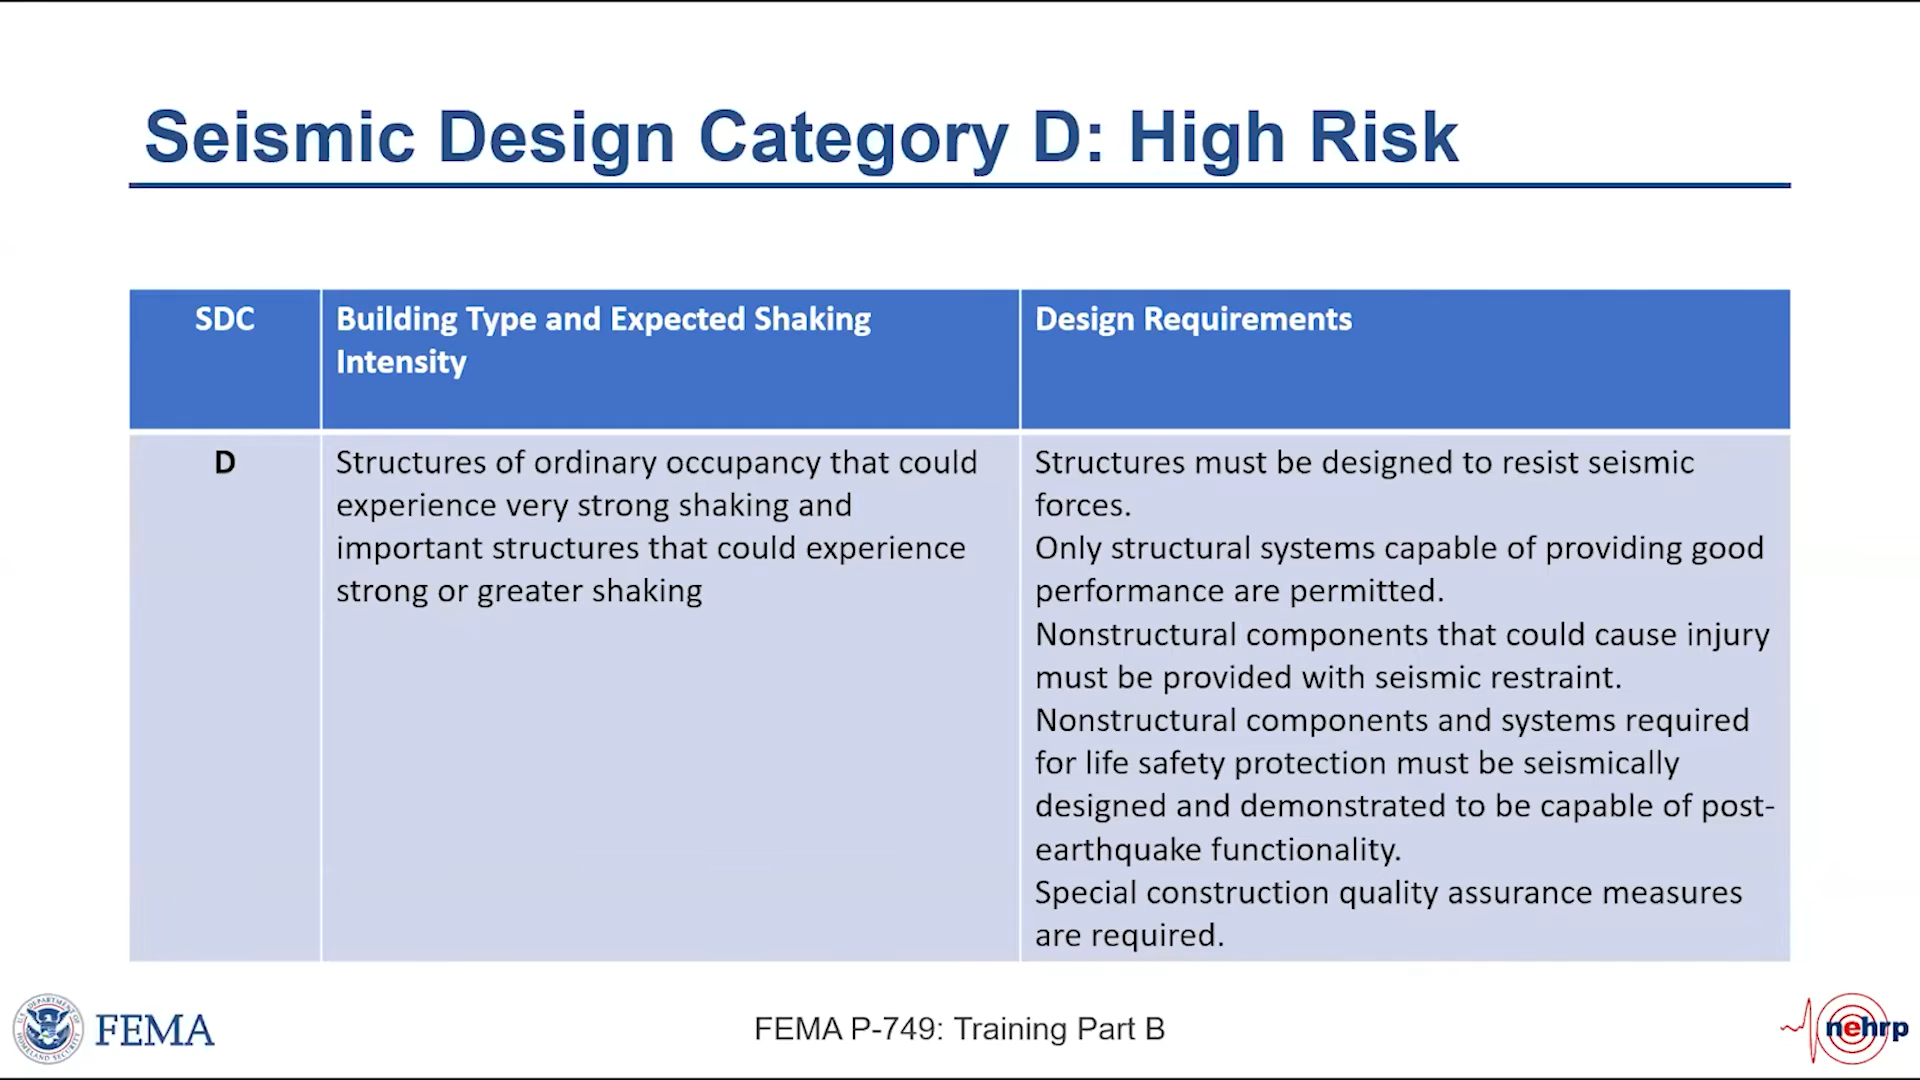 Seismic Design Category D: High Risk
SDC
Building Type and Expected Shaking
Intensity
Design Requirements
D
Structures of ordinary occupancy that could
experience very strong shaking and
important structures that could experience
strong or greater shaking
Structures must be designed to resist seismic
forces.
Only structural systems capable of providing good
performance are permitted.
Nonstructural components that could cause injury
must be provided with seismic restraint.
Nonstructural components and systems required
for life safety protection must be seismically
designed and demonstrated to be capable of post-
earthquake functionality.
Special construction quality assurance measures
are required.
FEMA
FEMA P-749: Training Part B
nehrp